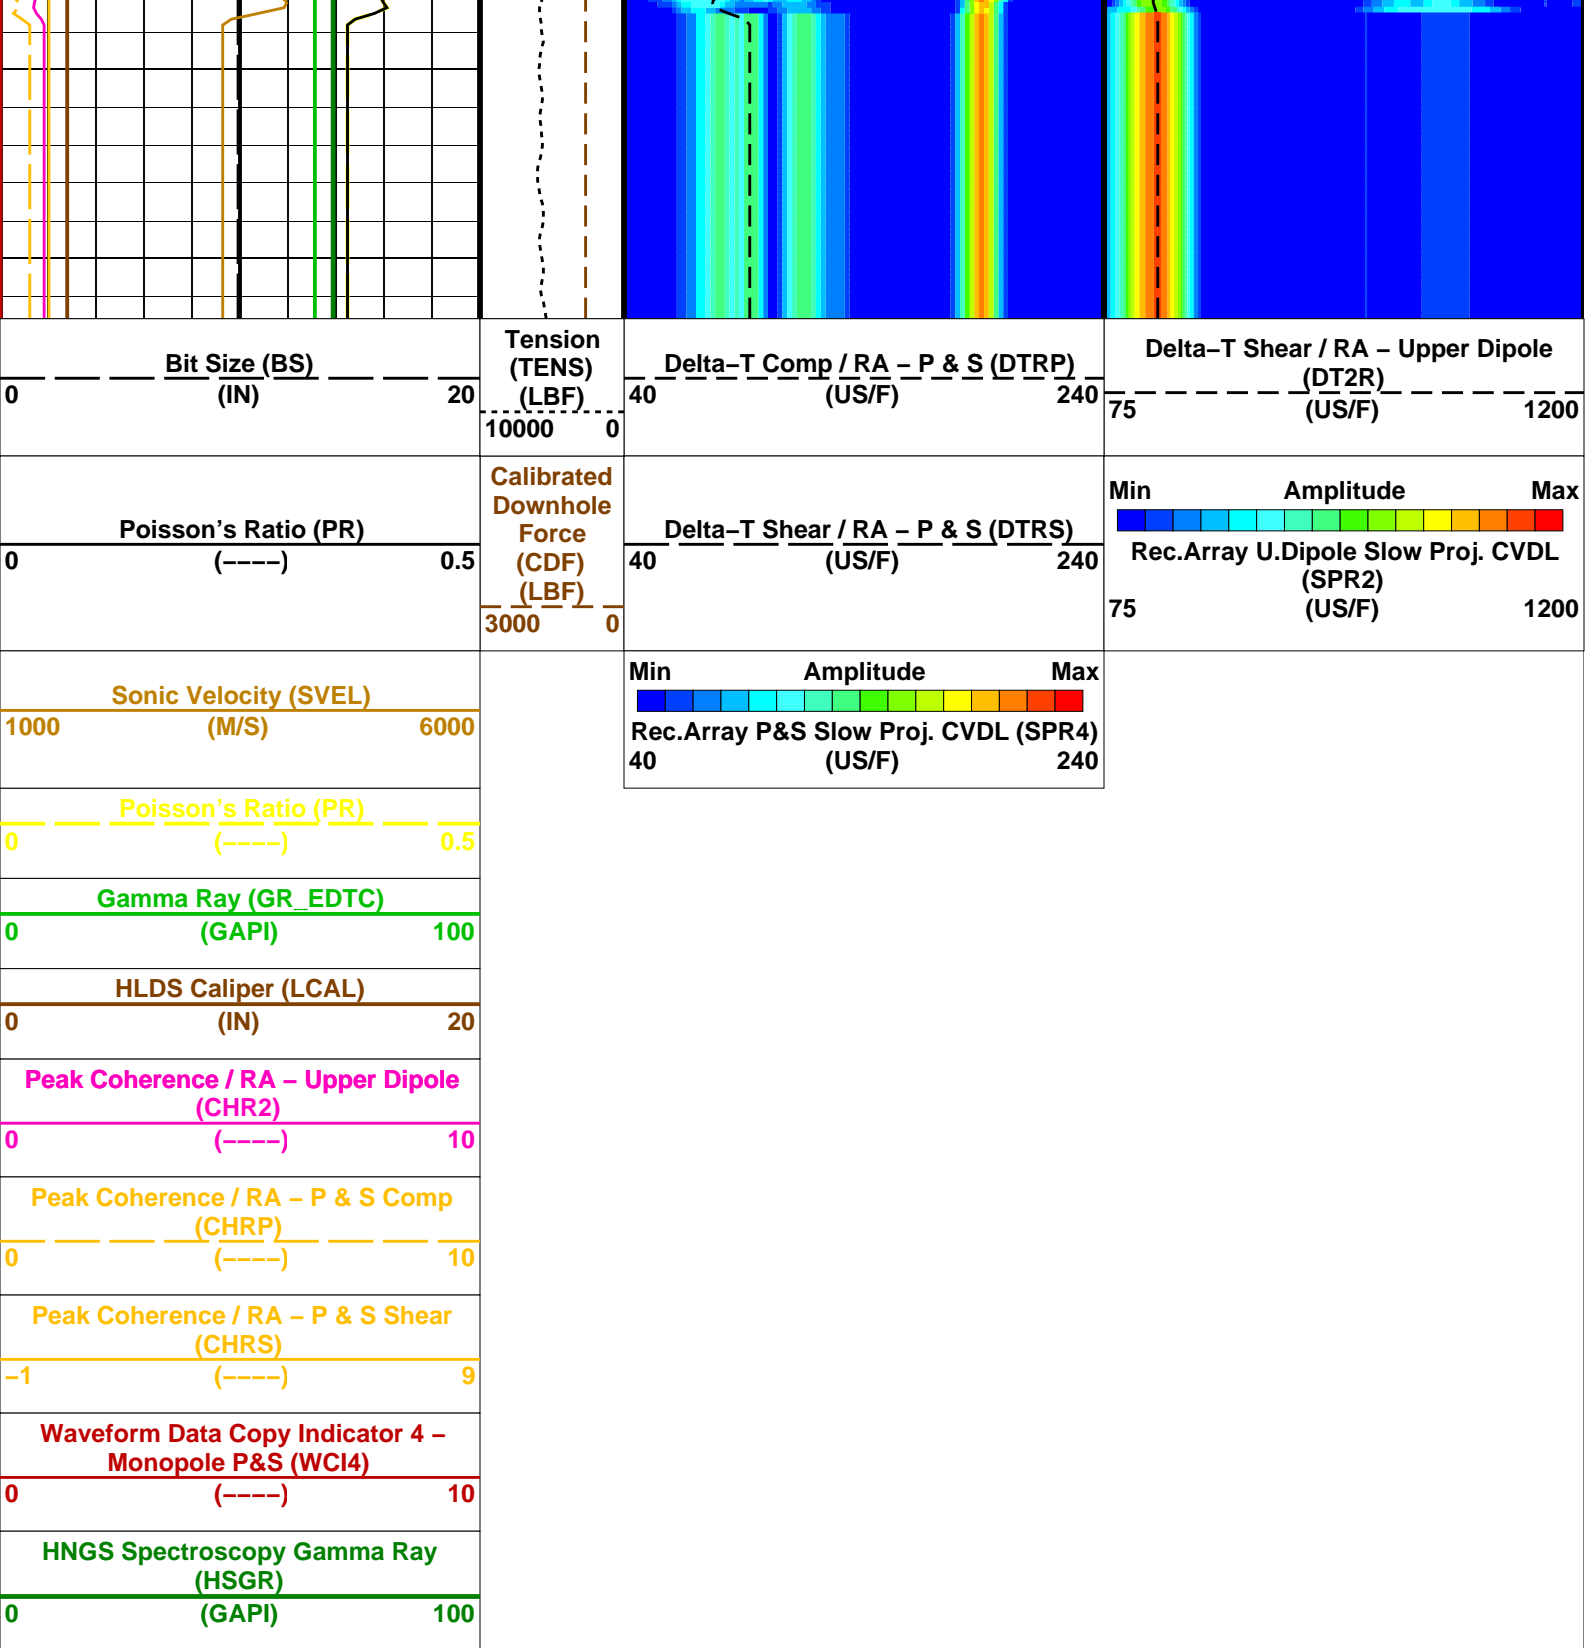 Bit Size (BS)
0 (IN) 20
Tension
(TENS)
(LBF)
10000 0
Delta–T Comp / RA – P & S (DTRP)
40 (US/F) 240
Delta–T Shear / RA – Upper Dipole
(DT2R)
75 (US/F) 1200
Poisson's Ratio (PR)
0 (––––) 0.5
Calibrated
Downhole
Force
(CDF)
(LBF)
3000 0
Delta–T Shear / RA – P & S (DTRS)
40 (US/F) 240
Min Amplitude Max
Rec.Array U.Dipole Slow Proj. CVDL
(SPR2)
75 (US/F) 1200
Sonic Velocity (SVEL)
1000 (M/S) 6000
Min Amplitude Max
Rec.Array P&S Slow Proj. CVDL (SPR4)
40 (US/F) 240
Poisson's Ratio (PR)
0 (––––) 0.5
Gamma Ray (GR_EDTC)
0 (GAPI) 100
HLDS Caliper (LCAL)
0 (IN) 20
Peak Coherence / RA – Upper Dipole
(CHR2)
0 (––––) 10
Peak Coherence / RA – P & S Comp
(CHRP)
0 (––––) 10
Peak Coherence / RA – P & S Shear
(CHRS)
–1 (––––) 9
Waveform Data Copy Indicator 4 –
Monopole P&S (WCI4)
0 (––––) 10
HNGS Spectroscopy Gamma Ray
(HSGR)
0 (GAPI) 100